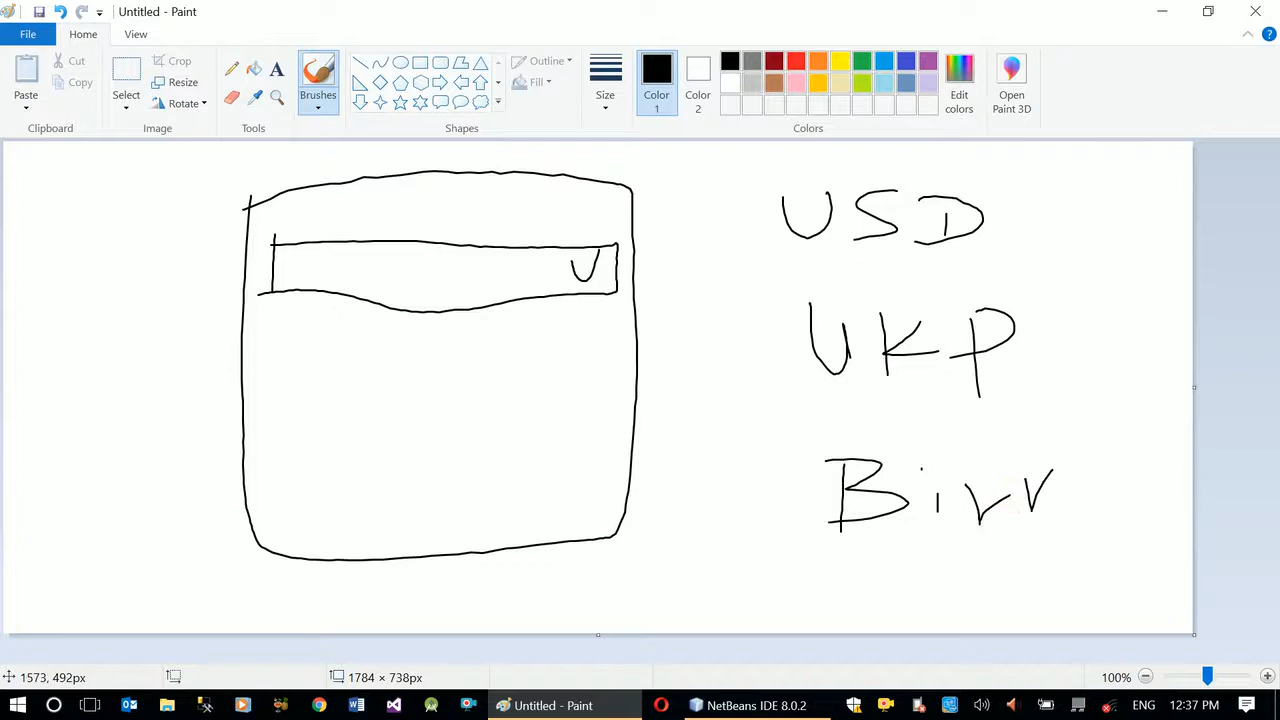 Untitled - Paint
File Home View
Paste
Cut
Copy
Clipboard
Select
Crop
Resize
Rotate
Image
A
Tools
Brushes
Outline
Fill
Shapes
Size
Color 1
Color 2
Colors
Edit colors
Open Paint 3D
USD
UKP
Birr
1573, 492px
1784 × 738px
100%
Untitled - Paint
NetBeans IDE 8.0.2
ENG
12:37 PM